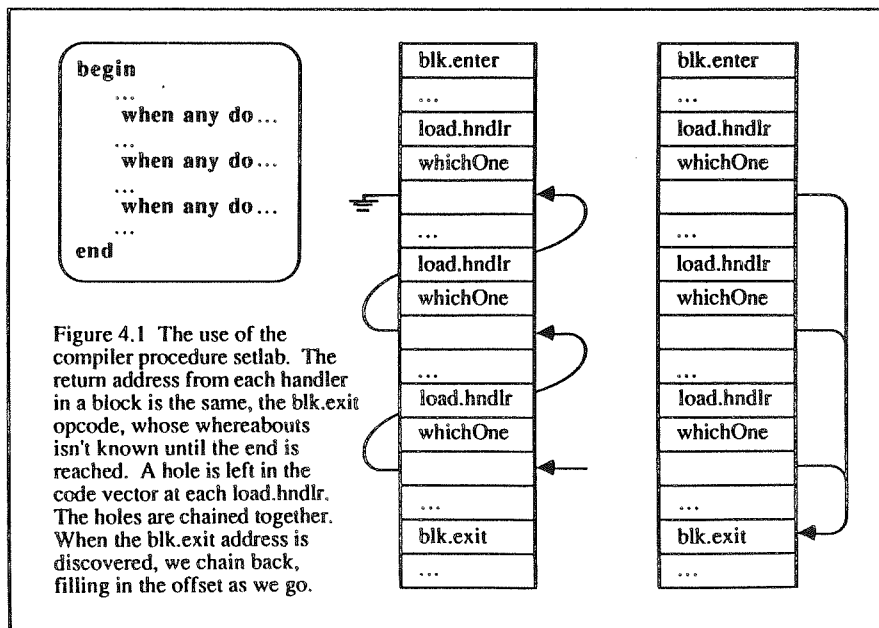 begin
...
when any do...
...
when any do...
...
when any do...
...
end
Figure 4.1 The use of the
compiler procedure setlab. The
return address from each handler
in a block is the same, the blk.exit
opcode, whose whereabouts
isn't known until the end is
reached. A hole is left in the
code vector at each load.hndlr.
The holes are chained together.
When the blk.exit address is
discovered, we chain back,
filling in the offset as we go.
blk.enter
...
load.hndlr
whichOne
...
load.hndlr
whichOne
...
load.hndlr
whichOne
...
blk.exit
...
blk.enter
...
load.hndlr
whichOne
...
load.hndlr
whichOne
...
load.hndlr
whichOne
...
blk.exit
...